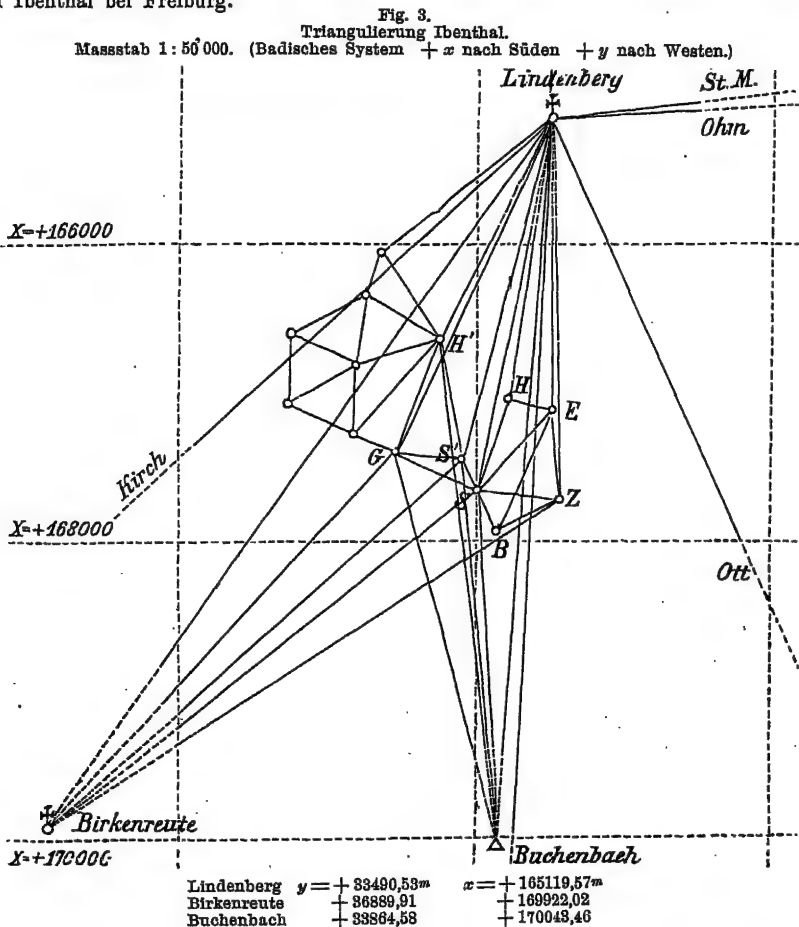 Ibenthal bei Freiburg.
Fig. 3.
Triangulierung Ibenthal.
Massstab 1:50000. (Badisches System + x nach Süden + y nach Westen.)
Lindenberg
St. M.
Ohm
X=+166000
H'
H
E
Kirch
G
S'
Z
X=+168000
B
Ott
Birkenreute
X=+170000
Buchenbach
Lindenberg y=+33490,53m x=+165119,57m
Birkenreute +36889,91 +169922,02
Buchenbach +33864,58 +170043,46